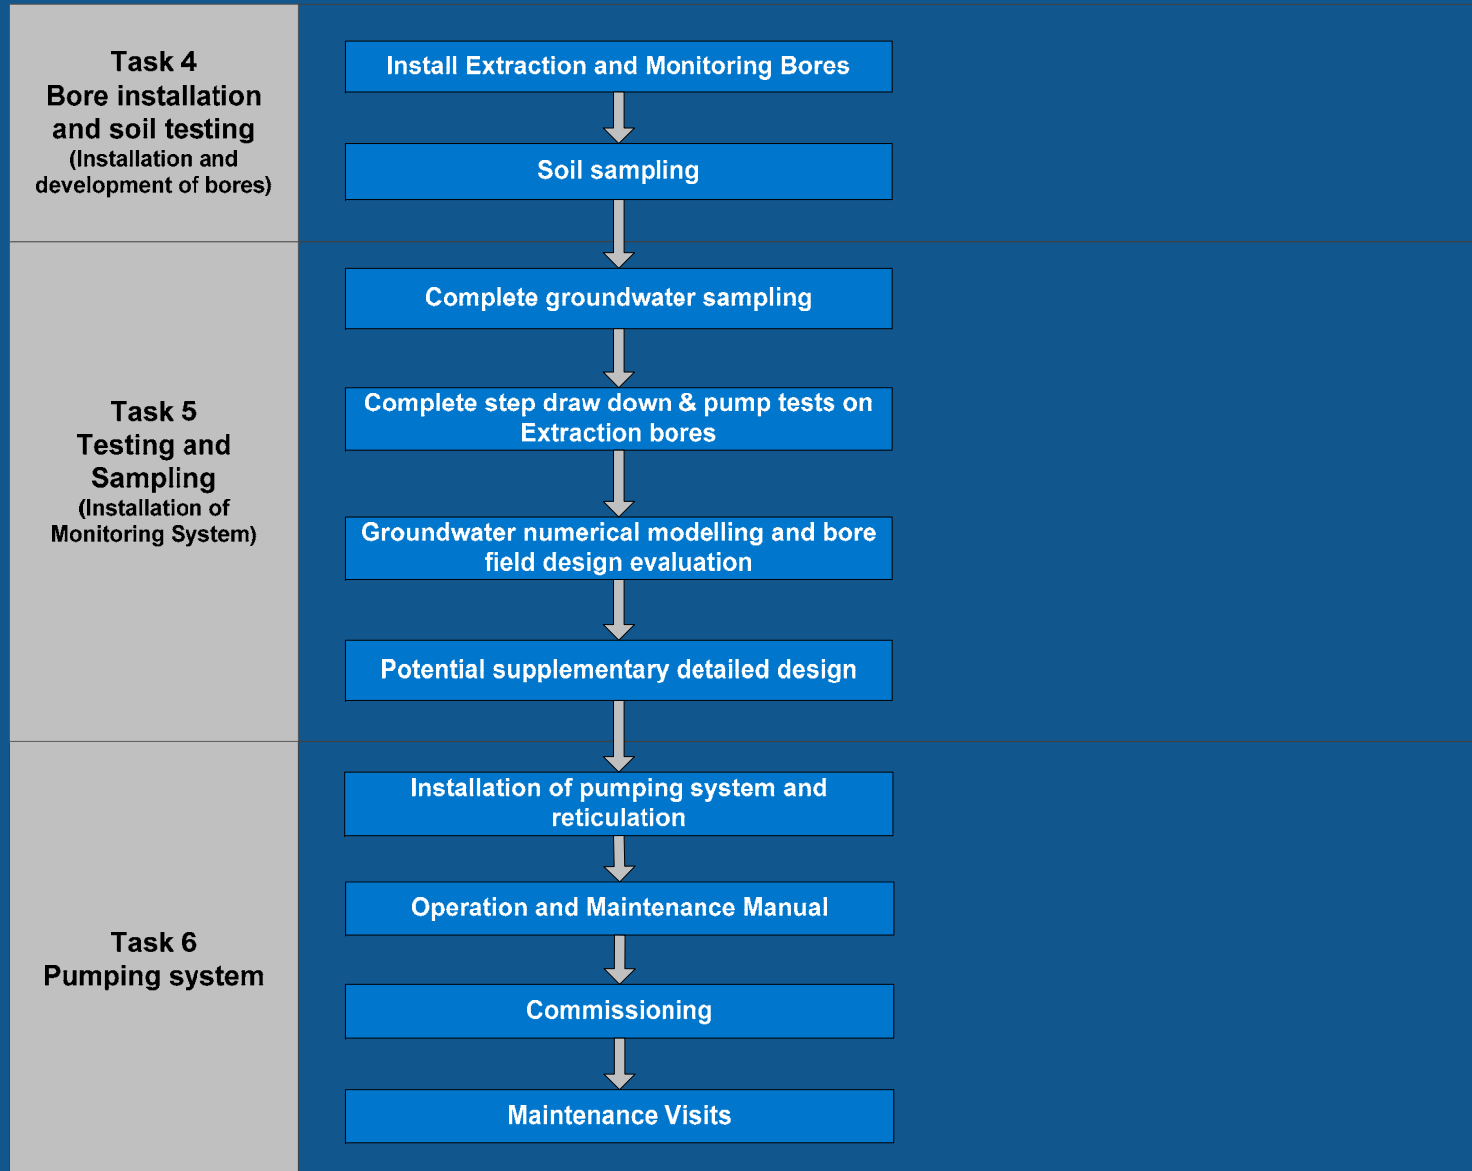 Task 4
Bore installation
and soil testing
(Installation and
development of bores)
Install Extraction and Monitoring Bores
Soil sampling
Task 5
Testing and
Sampling
(Installation of
Monitoring System)
Complete groundwater sampling
Complete step draw down & pump tests on
Extraction bores
Groundwater numerical modelling and bore
field design evaluation
Potential supplementary detailed design
Task 6
Pumping system
Installation of pumping system and
reticulation
Operation and Maintenance Manual
Commissioning
Maintenance Visits